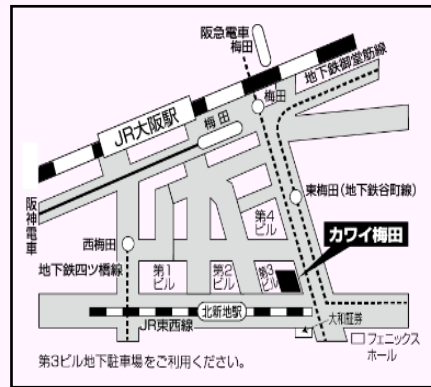 阪急電車
梅田
地下鉄御堂筋線
梅田
JR大阪駅
梅田
阪神電車
東梅田(地下鉄谷町線)
第4
ビル
カワイ梅田
西梅田
地下鉄四ツ橋線
第1
ビル
第2
ビル
第3
ビル
北新地駅
JR東西線
大和証券
フェニックス
ホール
第3ビル地下駐車場をご利用ください。